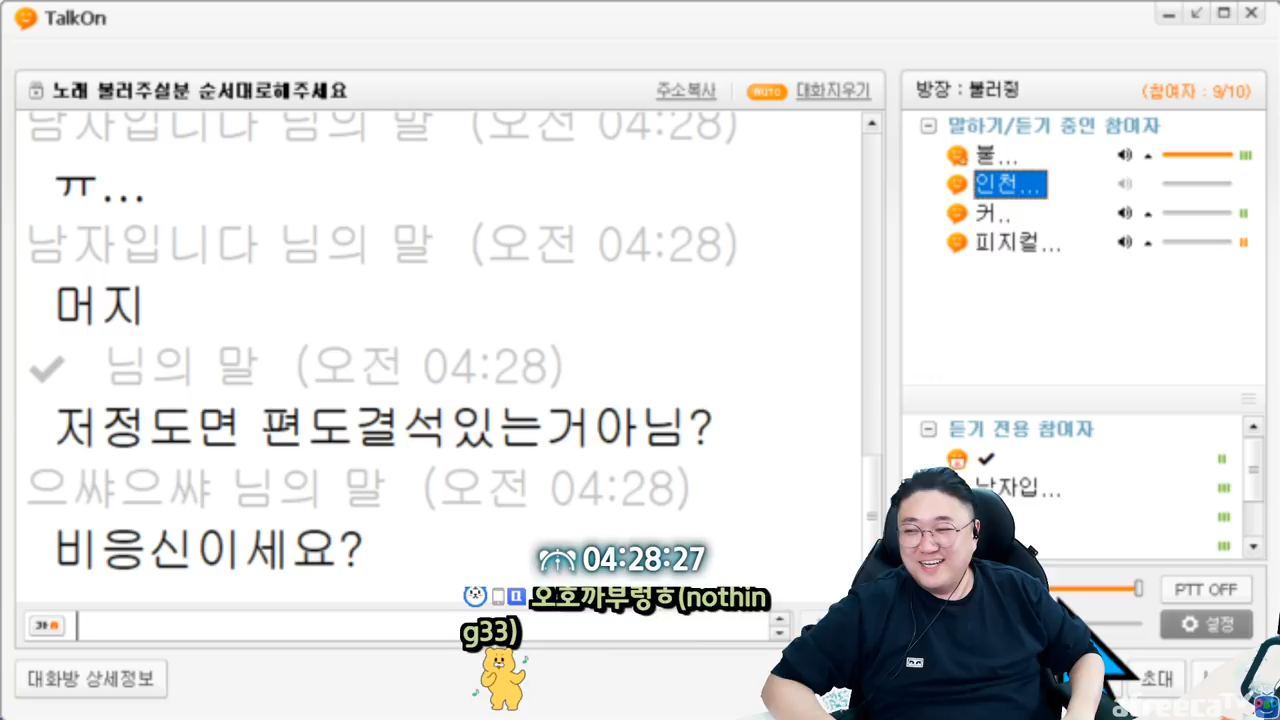 TalkOn
노래 불러주실분 순서대로해주세요
주소복사
AUTO
대화지우기
남자입니다 님의 말 (오전 04:28)
ㅠ...
남자입니다 님의 말 (오전 04:28)
머지
✔ 님의 말 (오전 04:28)
저정도면 편도결석있는거아님?
으쌰으쌰 님의 말 (오전 04:28)
비응신이세요?
04:28:27
오호까부렁ㅎ(nothin
g33)
대화방 상세정보
방장 : 불러줭
(참여자 : 9/10)
말하기/듣기 중인 참여자
불...
인천...
커..
피지컬...
듣기 전용 참여자
✔
남자입...
PTT OFF
설정
초대
afreecaTV